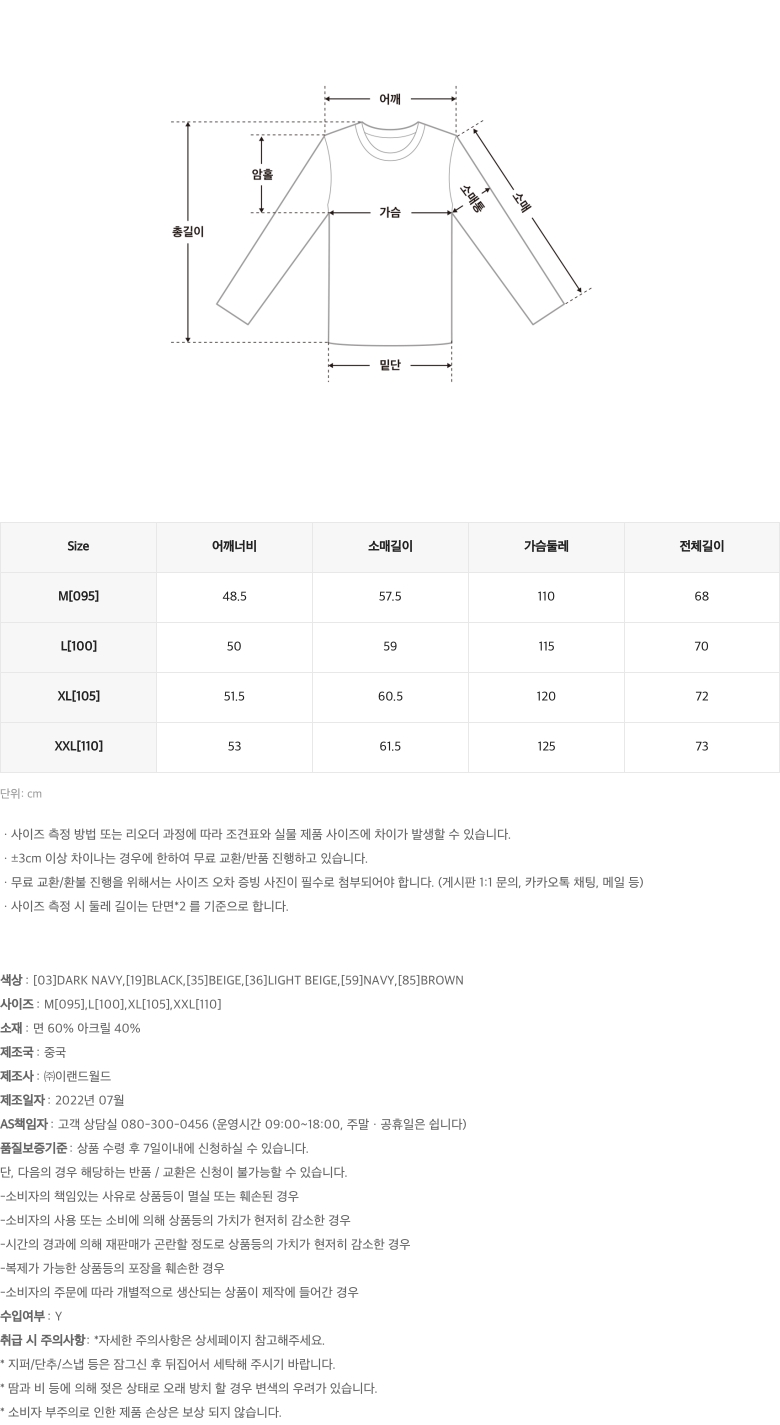 어깨
암홀
소매통
소매
가슴
총길이
밑단
Size 어깨너비 소매길이 가슴둘레 전체길이
M[095] 48.5 57.5 110 68
L[100] 50 59 115 70
XL[105] 51.5 60.5 120 72
XXL[110] 53 61.5 125 73
단위: cm
· 사이즈 측정 방법 또는 리오더 과정에 따라 조견표와 실물 제품 사이즈에 차이가 발생할 수 있습니다.
· ±3cm 이상 차이나는 경우에 한하여 무료 교환/반품 진행하고 있습니다.
· 무료 교환/환불 진행을 위해서는 사이즈 오차 증빙 사진이 필수로 첨부되어야 합니다. (게시판 1:1 문의, 카카오톡 채팅, 메일 등)
· 사이즈 측정 시 둘레 길이는 단면*2 를 기준으로 합니다.
색상 : [03]DARK NAVY,[19]BLACK,[35]BEIGE,[36]LIGHT BEIGE,[59]NAVY,[85]BROWN
사이즈 : M[095],L[100],XL[105],XXL[110]
소재 : 면 60% 아크릴 40%
제조국 : 중국
제조사 : ㈜이랜드월드
제조일자 : 2022년 07월
AS책임자 : 고객 상담실 080-300-0456 (운영시간 09:00~18:00, 주말 · 공휴일은 쉽니다)
품질보증기준 : 상품 수령 후 7일이내에 신청하실 수 있습니다.
단, 다음의 경우 해당하는 반품 / 교환은 신청이 불가능할 수 있습니다.
-소비자의 책임있는 사유로 상품등이 멸실 또는 훼손된 경우
-소비자의 사용 또는 소비에 의해 상품등의 가치가 현저히 감소한 경우
-시간의 경과에 의해 재판매가 곤란할 정도로 상품등의 가치가 현저히 감소한 경우
-복제가 가능한 상품등의 포장을 훼손한 경우
-소비자의 주문에 따라 개별적으로 생산되는 상품이 제작에 들어간 경우
수입여부 : Y
취급 시 주의사항 : *자세한 주의사항은 상세페이지 참고해주세요.
* 지퍼/단추/스냅 등은 잠그신 후 뒤집어서 세탁해 주시기 바랍니다.
* 땀과 비 등에 의해 젖은 상태로 오래 방치 할 경우 변색의 우려가 있습니다.
* 소비자 부주의로 인한 제품 손상은 보상 되지 않습니다.